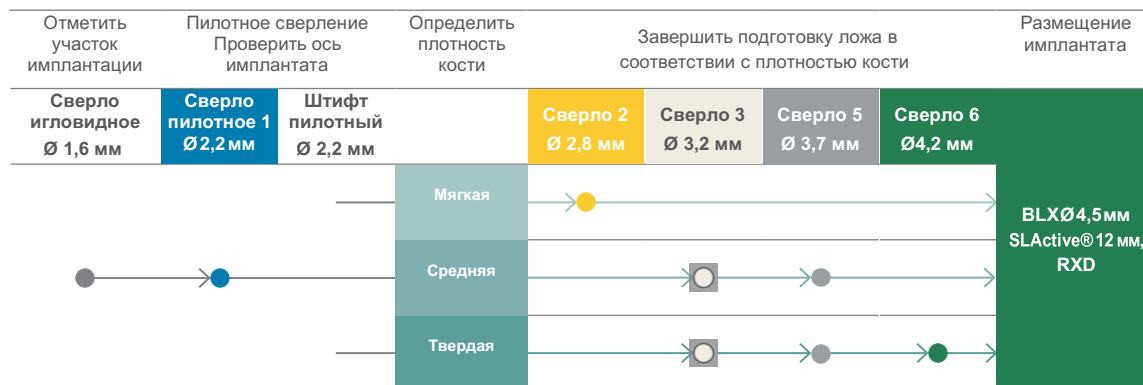 Отметить
участок
имплантации
Пилотное сверление
Проверить ось
имплантата
Определить
плотность
кости
Завершить подготовку ложа в
соответствии с плотностью кости
Размещение
имплантата
Сверло
игловидное
Ø 1,6 мм
Сверло
пилотное 1
Ø 2,2 мм
Штифт
пилотный
Ø 2,2 мм
Сверло 2
Ø 2,8 мм
Сверло 3
Ø 3,2 мм
Сверло 5
Ø 3,7 мм
Сверло 6
Ø4,2 мм
Мягкая
Средняя
Твердая
BLXØ4,5мм
SLActive® 12 мм,
RXD